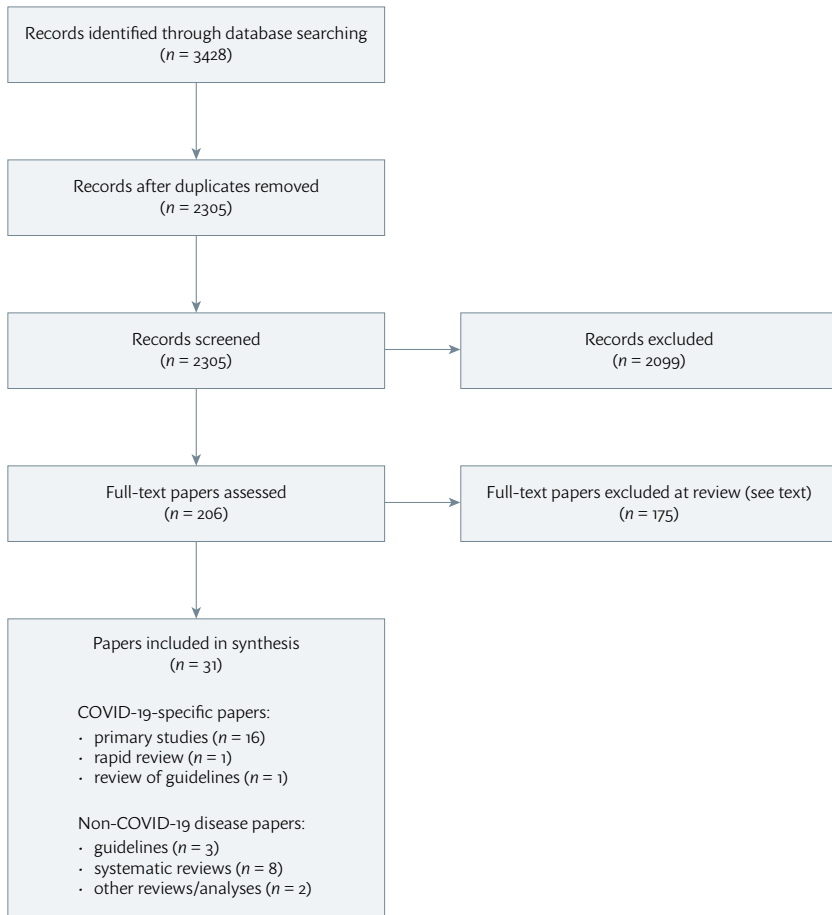 Records identified through database searching
(n = 3428)
Records after duplicates removed
(n = 2305)
Records screened
(n = 2305)
Records excluded
(n = 2099)
Full-text papers assessed
(n = 206)
Full-text papers excluded at review (see text)
(n = 175)
Papers included in synthesis
(n = 31)
COVID-19-specific papers:
· primary studies (n = 16)
· rapid review (n = 1)
· review of guidelines (n = 1)
Non-COVID-19 disease papers:
· guidelines (n = 3)
· systematic reviews (n = 8)
· other reviews/analyses (n = 2)